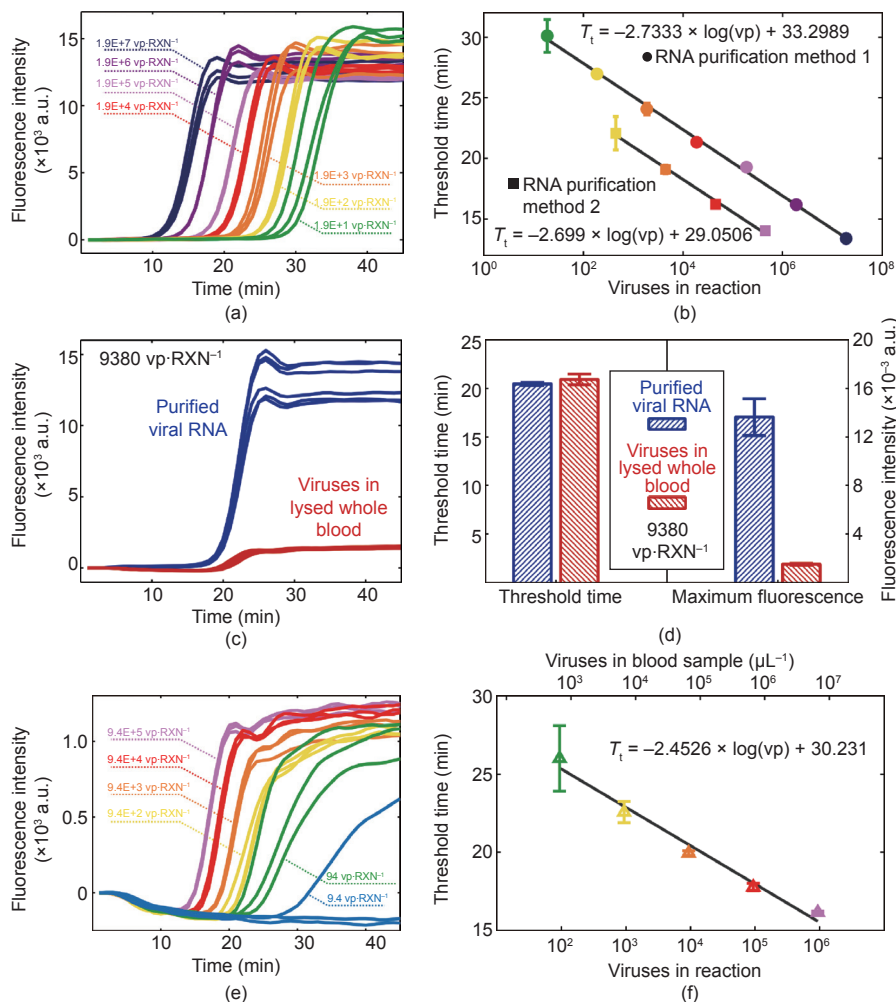 15
10
5
0
Fluorescence intensity
(×10³ a.u.)
1.9E+7 vp·RXN⁻¹
1.9E+6 vp·RXN⁻¹
1.9E+5 vp·RXN⁻¹
1.9E+4 vp·RXN⁻¹
1.9E+3 vp·RXN⁻¹
1.9E+2 vp·RXN⁻¹
1.9E+1 vp·RXN⁻¹
10 20 30 40
Time (min)
(a)
30
25
20
15
Threshold time (min)
Tt = –2.7333 × log(vp) + 33.2989
RNA purification method 1
RNA purification
method 2
Tt = –2.699 × log(vp) + 29.0506
10⁰ 10² 10⁴ 10⁶ 10⁸
Viruses in reaction
(b)
15
10
5
0
Fluorescence intensity
(×10³ a.u.)
9380 vp·RXN⁻¹
Purified
viral RNA
Viruses in
lysed whole
blood
10 20 30 40
Time (min)
(c)
25
20
15
10
5
Threshold time (min)
Purified
viral RNA
Viruses in
lysed whole
blood
9380
vp·RXN⁻¹
20
16
12
8
4
Fluorescence intensity (×10⁻³ a.u.)
Threshold time Maximum fluorescence
(d)
1.0
0.5
0
Fluorescence intensity
(×10³ a.u.)
9.4E+5 vp·RXN⁻¹
9.4E+4 vp·RXN⁻¹
9.4E+3 vp·RXN⁻¹
9.4E+2 vp·RXN⁻¹
94 vp·RXN⁻¹
9.4 vp·RXN⁻¹
10 20 30 40
Time (min)
(e)
Viruses in blood sample (μL⁻¹)
10³ 10⁴ 10⁵ 10⁶ 10⁷
30
25
20
15
Threshold time (min)
Tt = –2.4526 × log(vp) + 30.231
10² 10³ 10⁴ 10⁵ 10⁶
Viruses in reaction
(f)